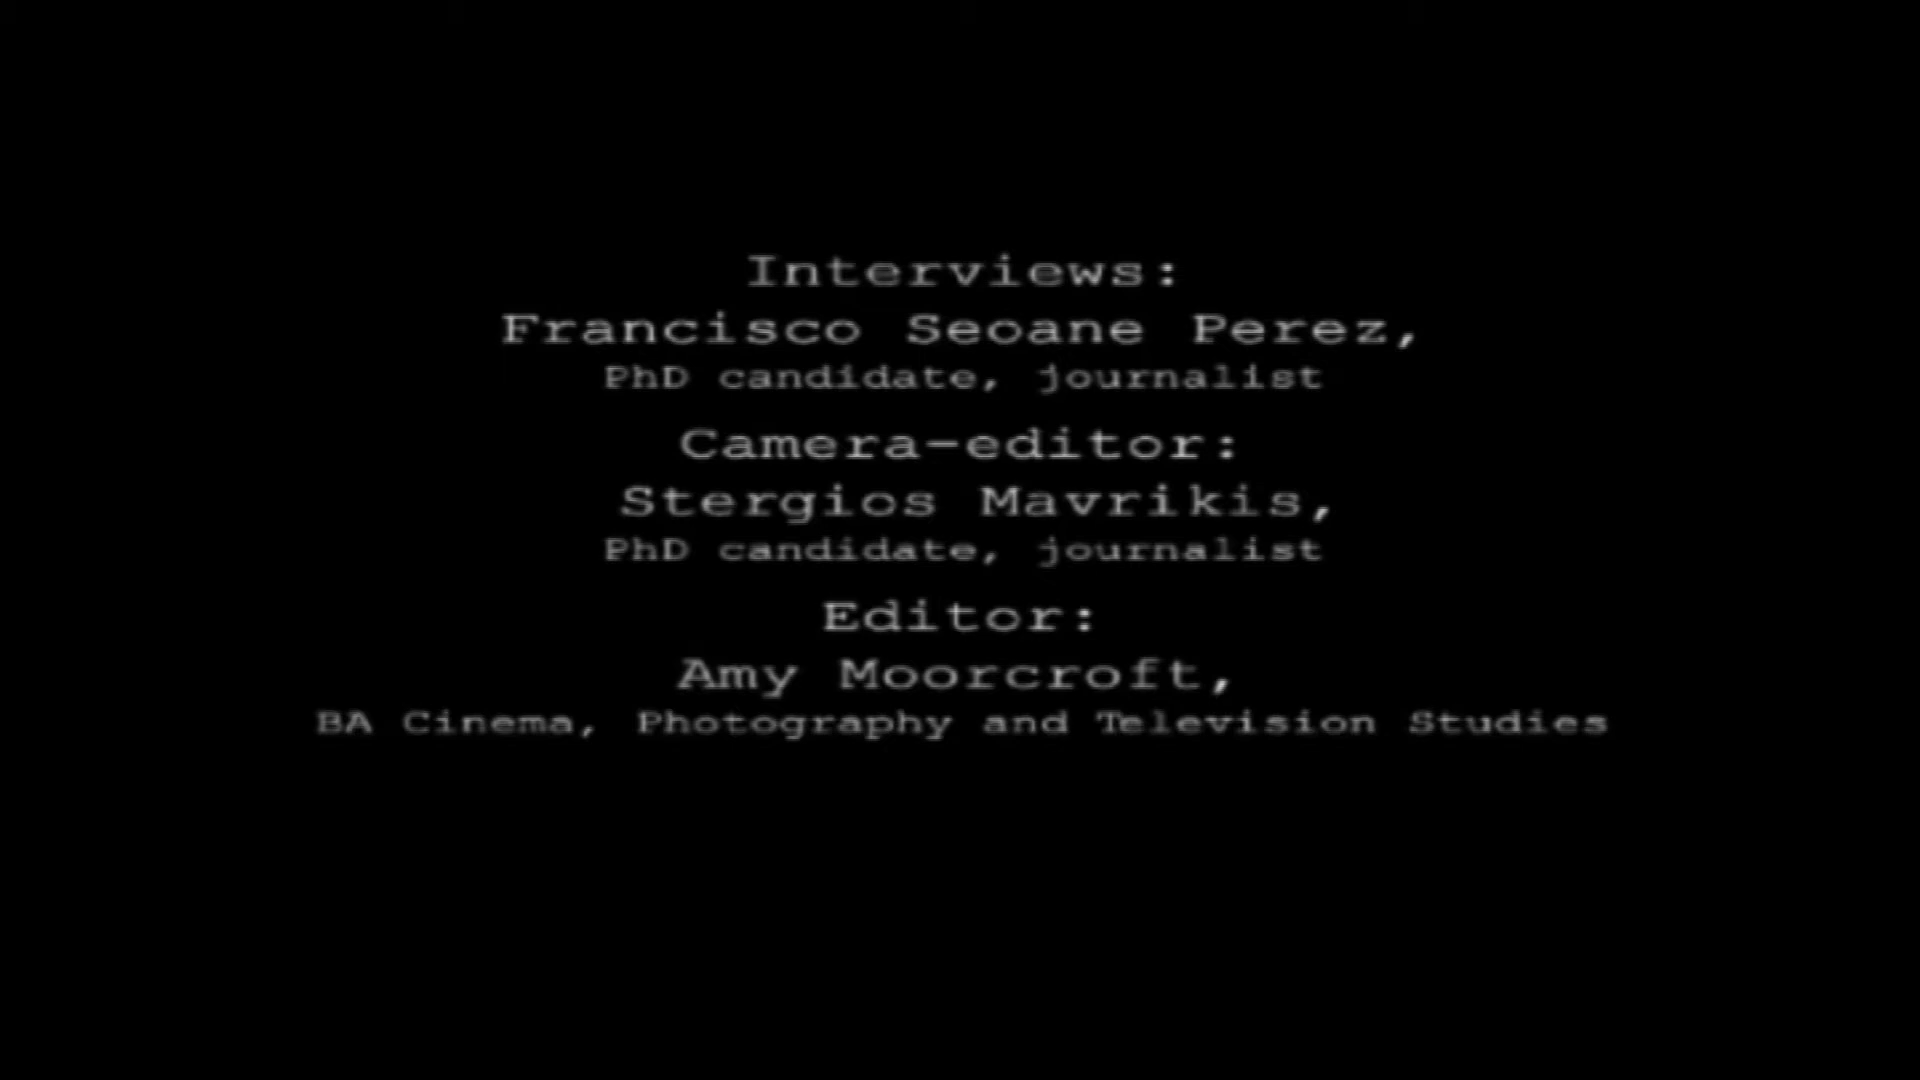 Interviews:
Francisco Seoane Perez,
PhD candidate, journalist
Camera-editor:
Stergios Mavrikis,
PhD candidate, journalist
Editor:
Amy Moorcroft,
BA Cinema, Photography and Television Studies